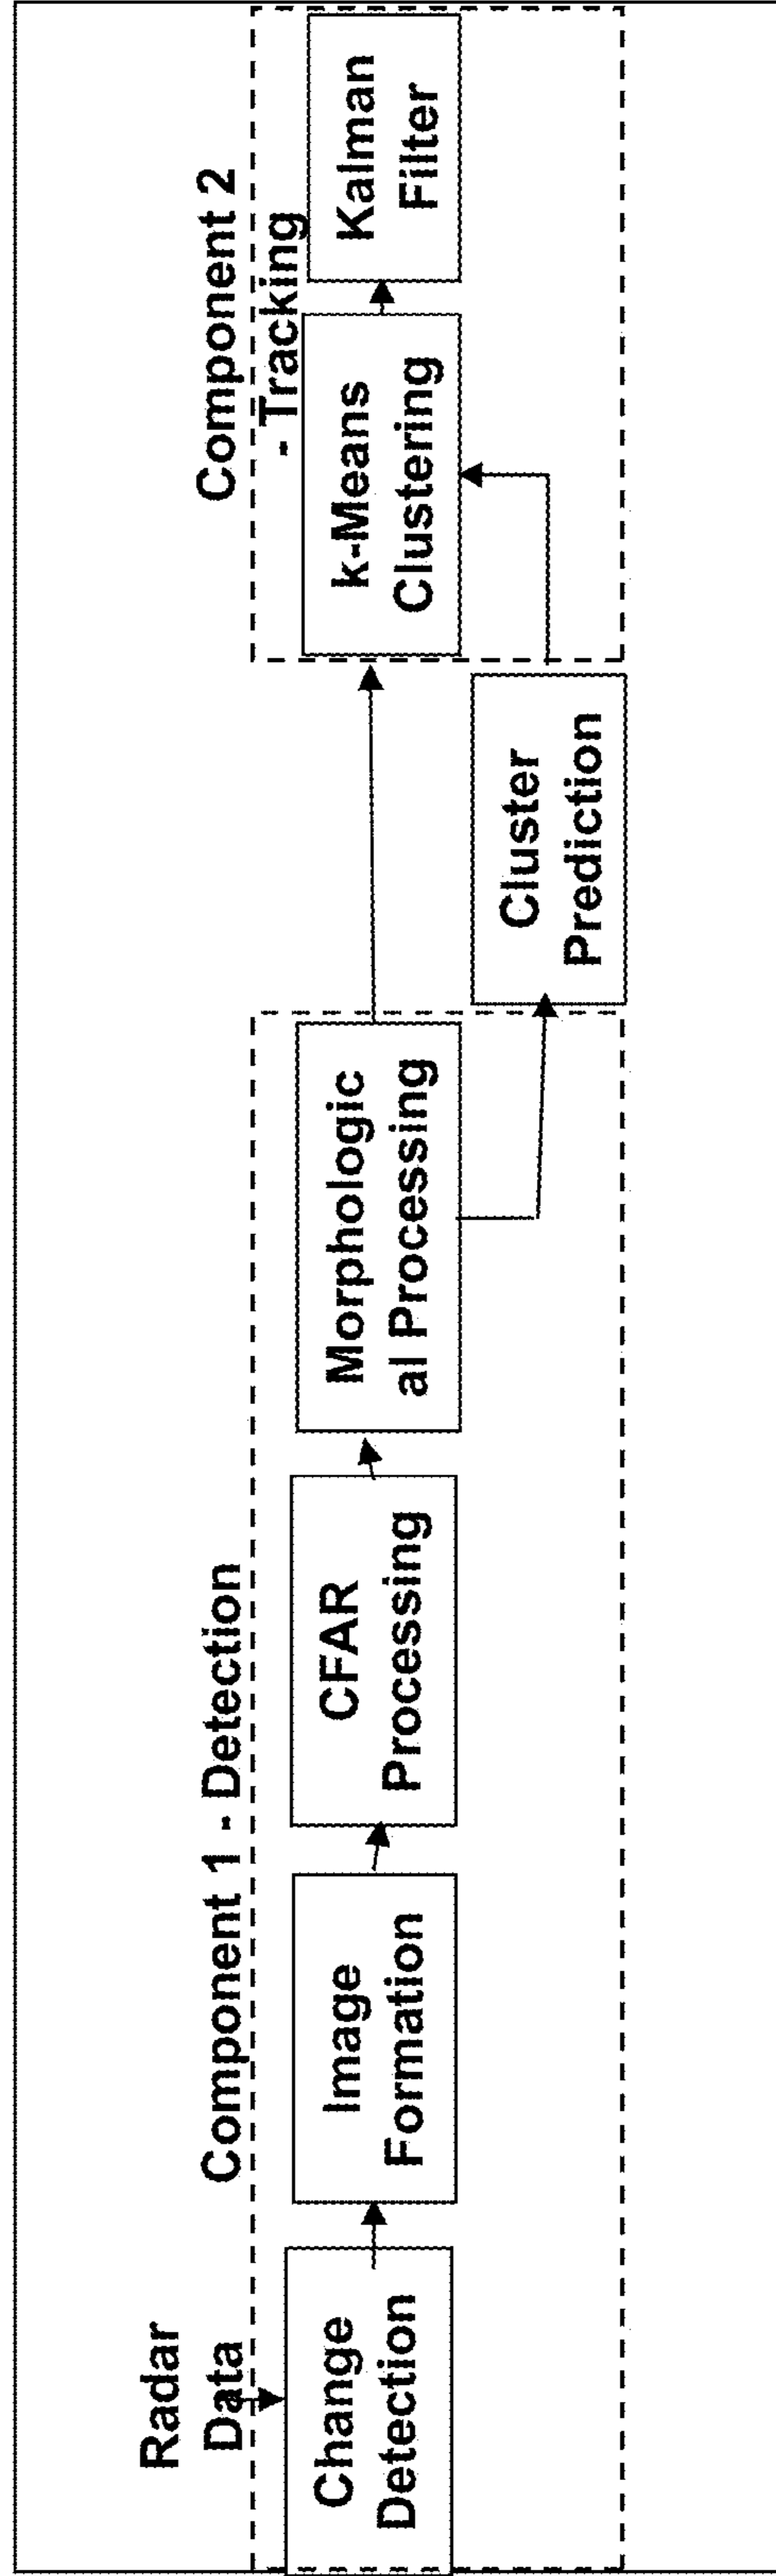 Radar
Data
Component 1 - Detection
Change
Detection
Image
Formation
CFAR
Processing
Morphologic
al Processing
Cluster
Prediction
Component 2
- Tracking
k-Means
Clustering
Kalman
Filter